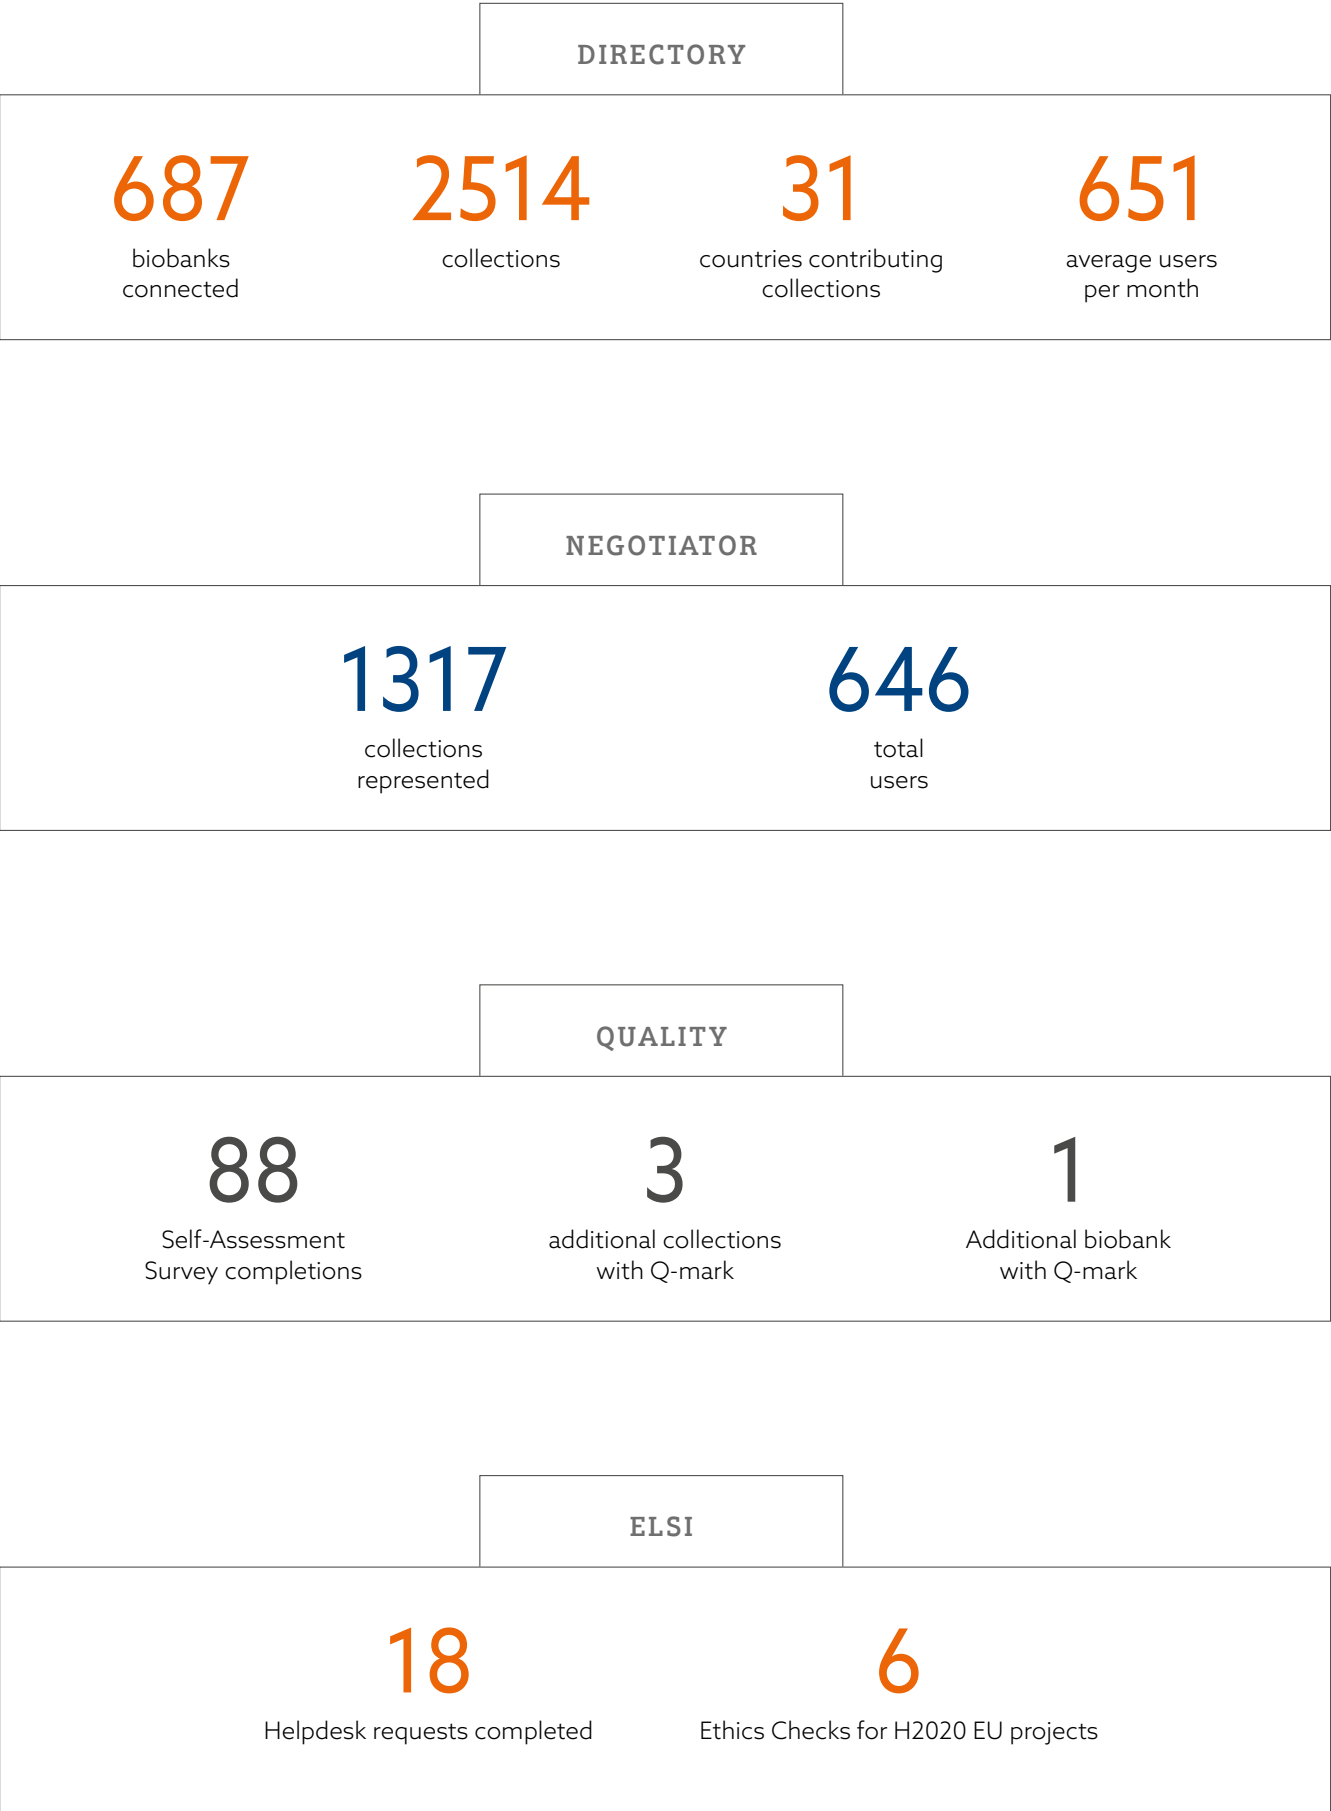 DIRECTORY
687
biobanks
connected
2514
collections
31
countries contributing
collections
651
average users
per month
NEGOTIATOR
1317
collections
represented
646
total
users
QUALITY
88
Self-Assessment
Survey completions
3
additional collections
with Q-mark
1
Additional biobank
with Q-mark
ELSI
18
Helpdesk requests completed
6
Ethics Checks for H2020 EU projects